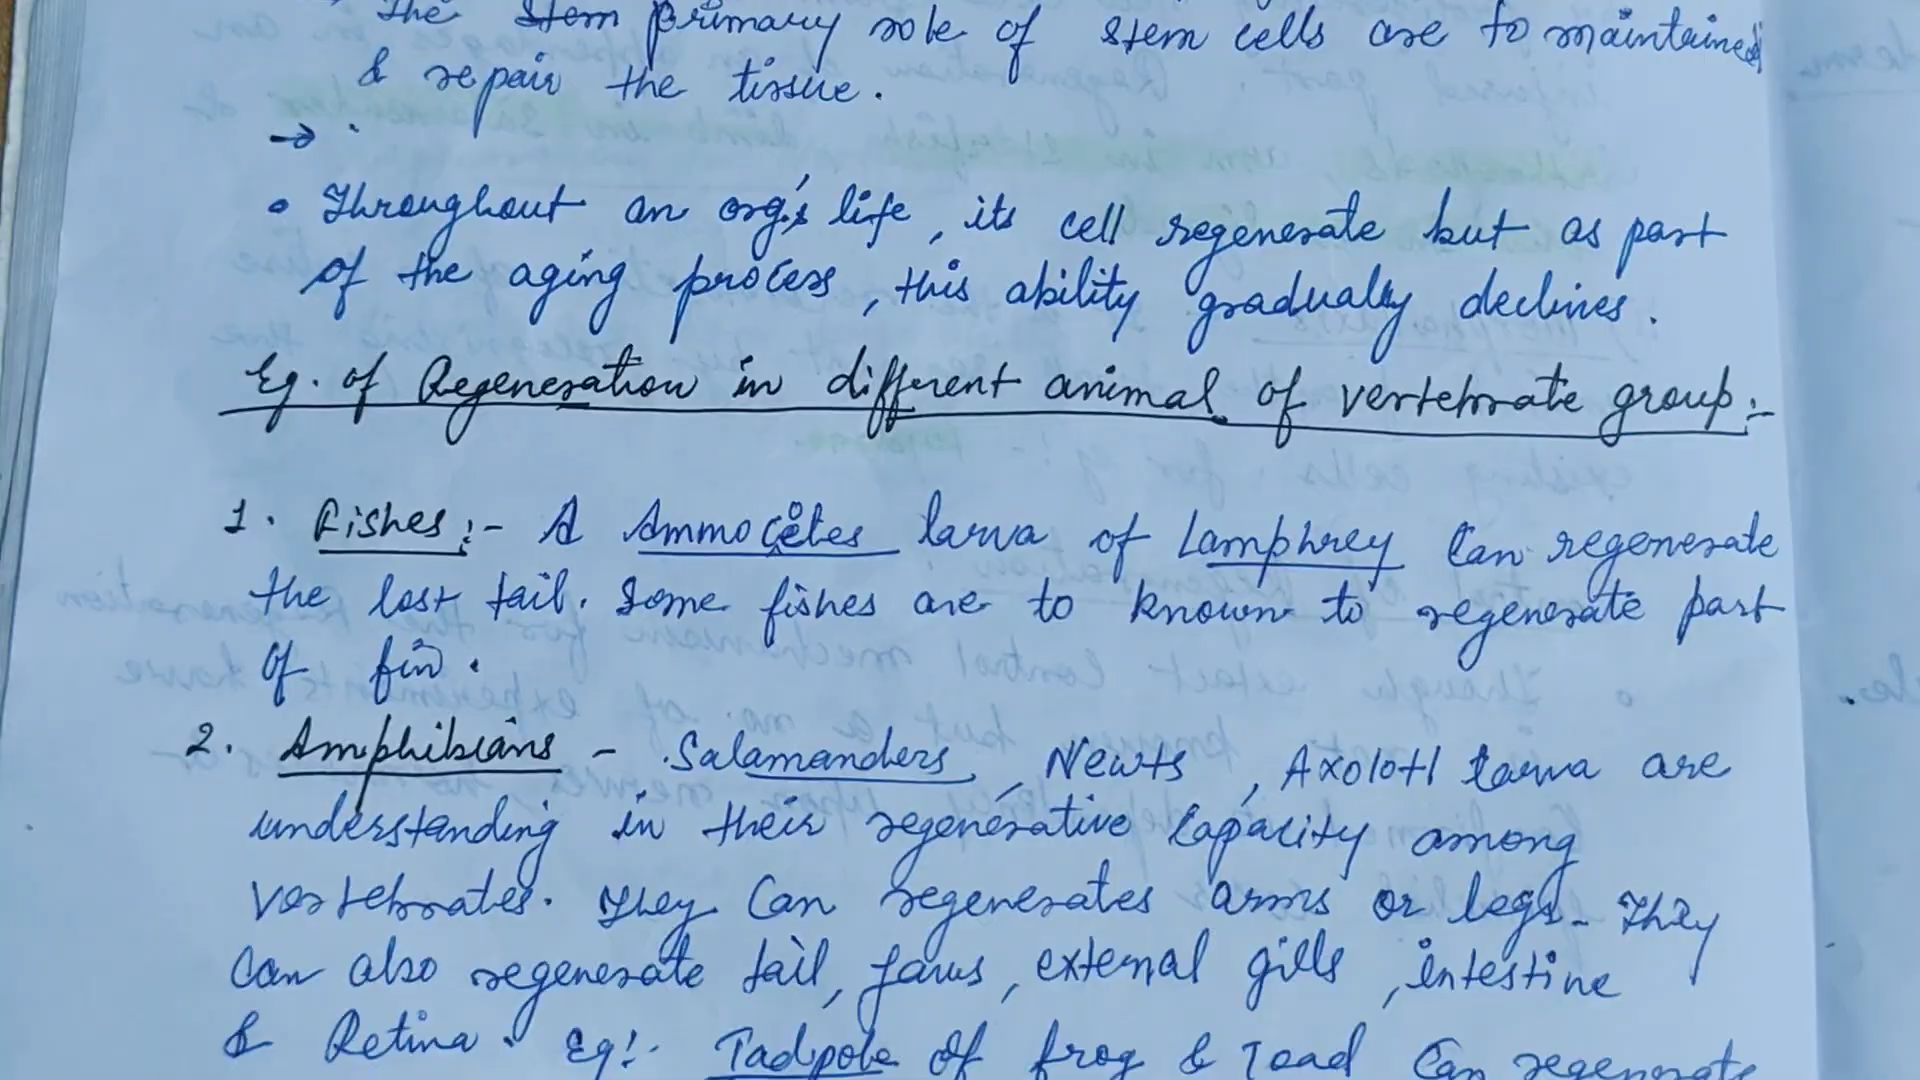 The stem primary role of stem cells are to maintained
& repair the tissue.
→
• Throughout an org's life, its cell regenerate but as part
of the aging process, this ability gradually declines.
Eg. of Regeneration in different animal of vertebrate group:-
1. Fishes:- A Ammocetes larva of Lamphrey Can regenerate
the lost tail. Some fishes are to known to regenerate part
of fin.
2. Amphibians - Salamanders, Newts, Axolotl larva are
understanding in their regenerative Capacity among
vertebrates. They Can regenerates arms or legs. They
Can also regenerate tail, jaws, external gills, intestine
& Retina. Eg:- Tadpole of frog & Toad Can regenerate